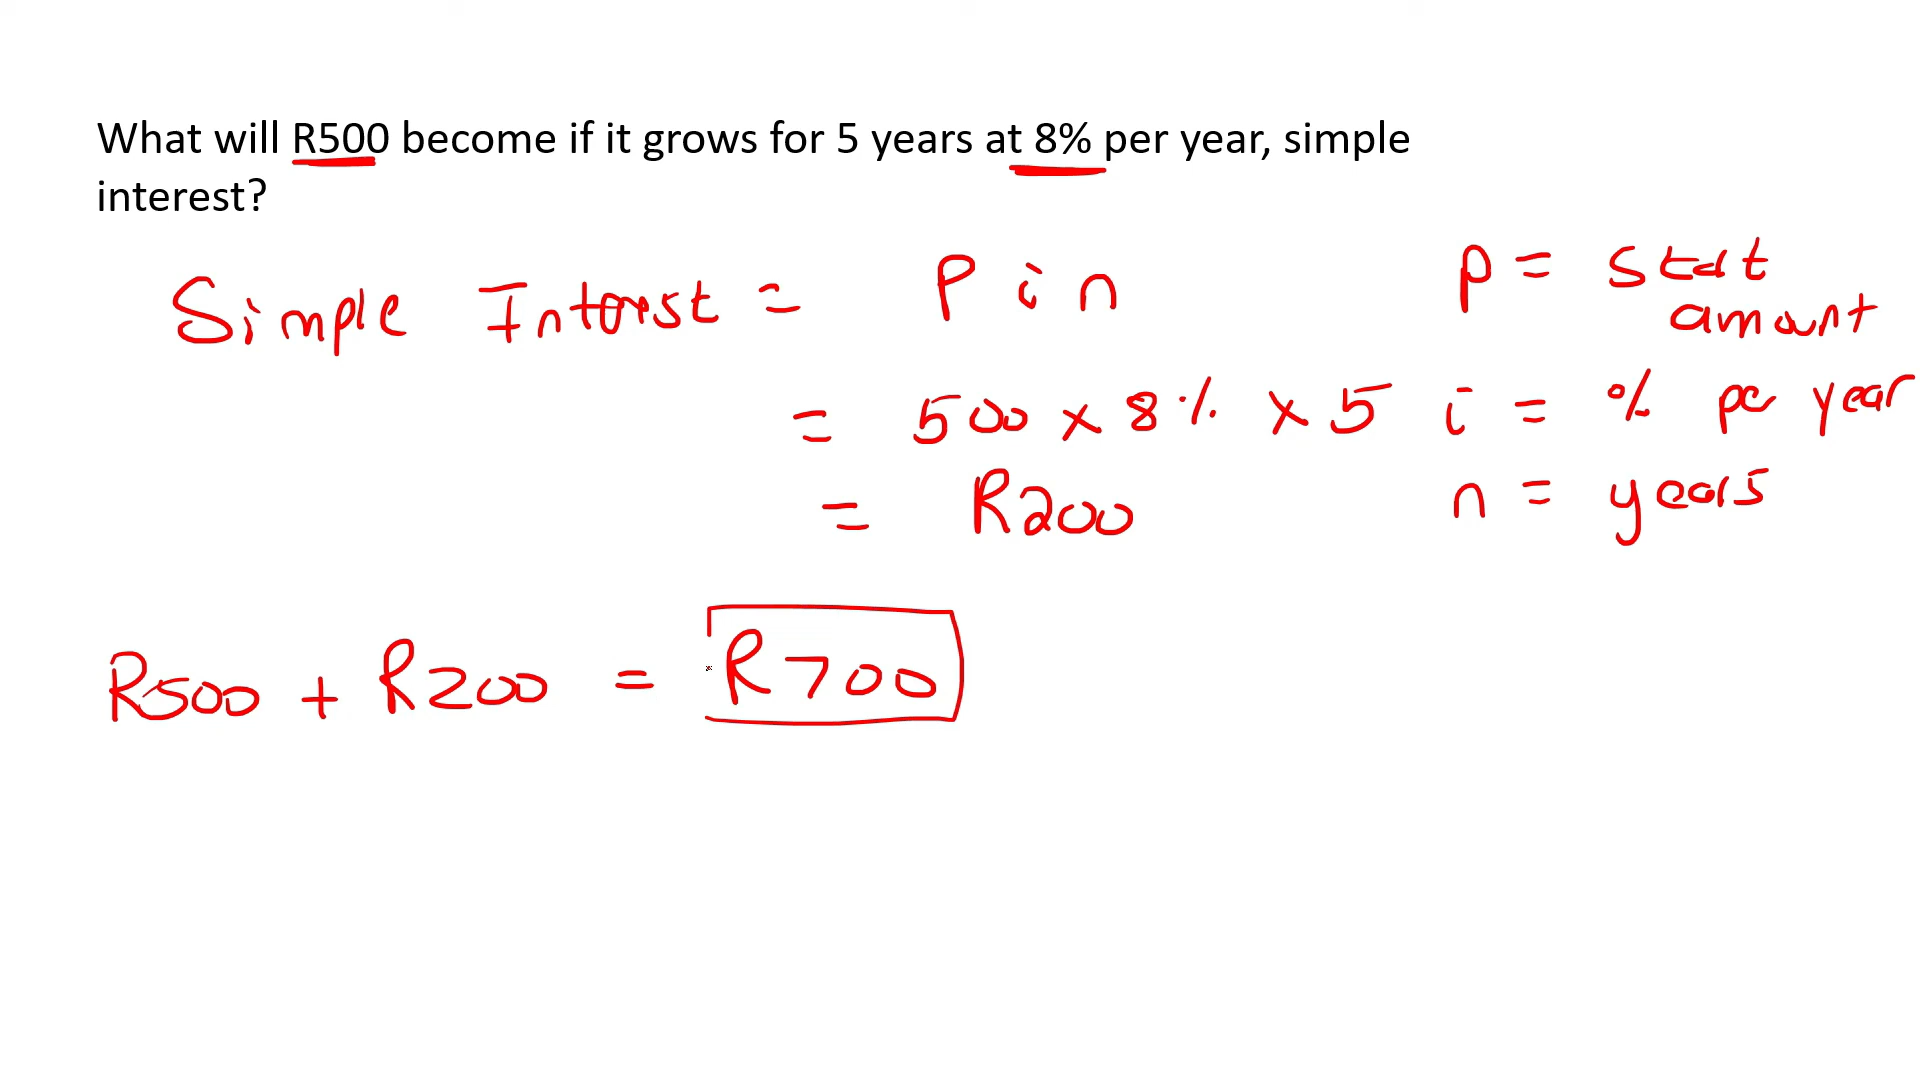 What will R500 become if it grows for 5 years at 8% per year, simple
interest?
Simple Interest = P i n
= 500 x 8% x 5
= R200
P = start
amount
i = % per year
n = years
R500 + R200 = R700